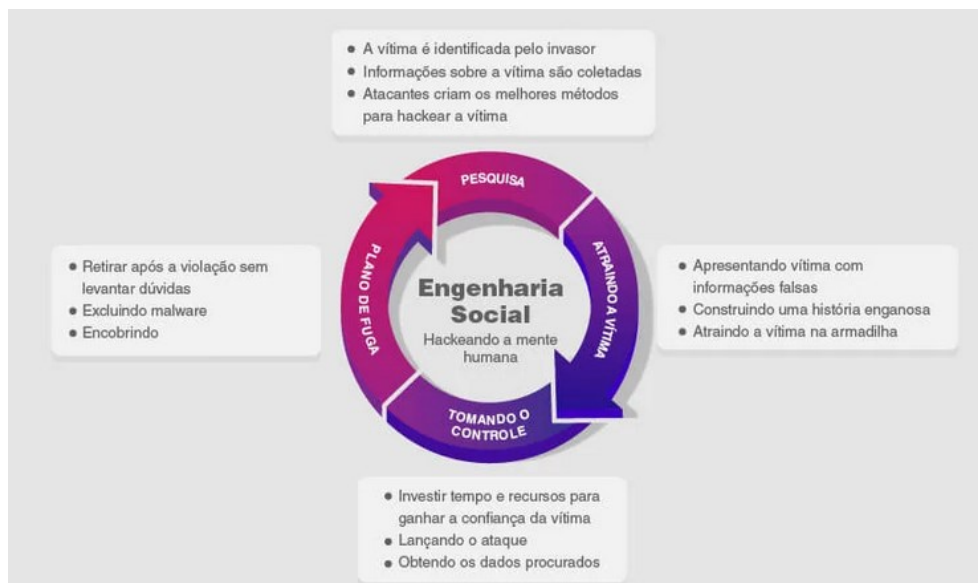 • A vítima é identificada pelo invasor
• Informações sobre a vítima são coletadas
• Atacantes criam os melhores métodos
para hackear a vítima
PESQUISA
• Retirar após a violação sem
levantar dúvidas
• Excluindo malware
• Encobrindo
PLANO DE FUGA
Engenharia
Social
Hackeando a mente
humana
ATRAINDO A VÍTIMA
• Apresentando vítima com
informações falsas
• Construindo uma história enganosa
• Atraindo a vítima na armadilha
TOMANDO O
CONTROLE
• Investir tempo e recursos para
ganhar a confiança da vítima
• Lançando o ataque
• Obtendo os dados procurados